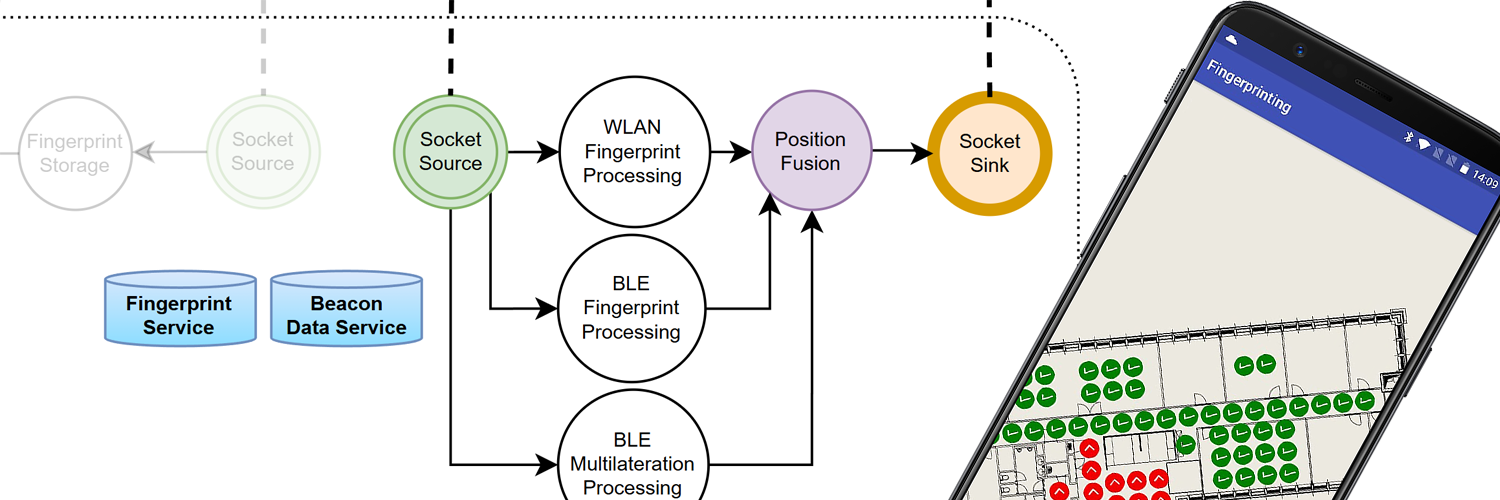 Fingerprint
Storage
Socket
Source
Socket
Source
WLAN
Fingerprint
Processing
Position
Fusion
Socket
Sink
BLE
Fingerprint
Processing
BLE
Multilateration
Processing
Fingerprint
Service
Beacon
Data Service
Fingerprinting
14:09